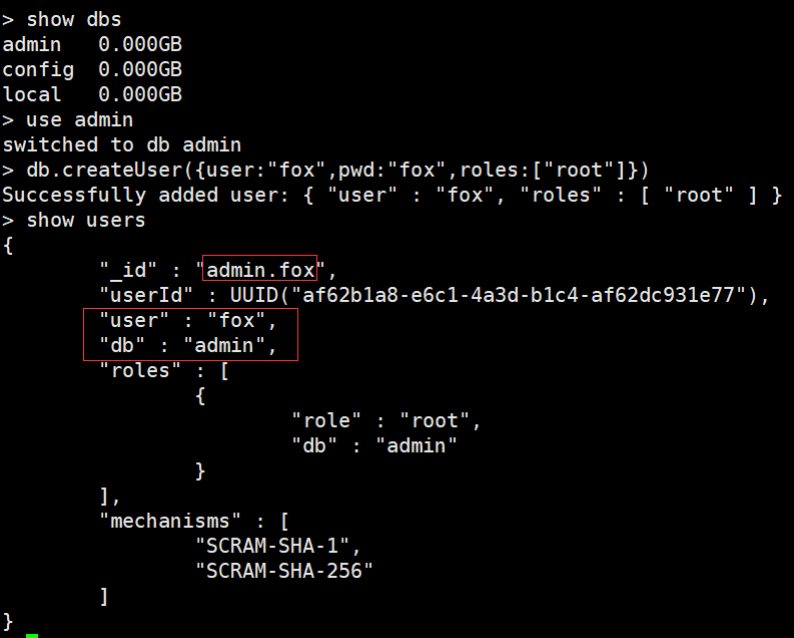 > show dbs
admin   0.000GB
config  0.000GB
local   0.000GB
> use admin
switched to db admin
> db.createUser({user:"fox",pwd:"fox",roles:["root"]})
Successfully added user: { "user" : "fox", "roles" : [ "root" ] }
> show users
{
        "_id" : "admin.fox",
        "userId" : UUID("af62b1a8-e6c1-4a3d-b1c4-af62dc931e77"),
        "user" : "fox",
        "db" : "admin",
        "roles" : [
                {
                        "role" : "root",
                        "db" : "admin"
                }
        ],
        "mechanisms" : [
                "SCRAM-SHA-1",
                "SCRAM-SHA-256"
        ]
}